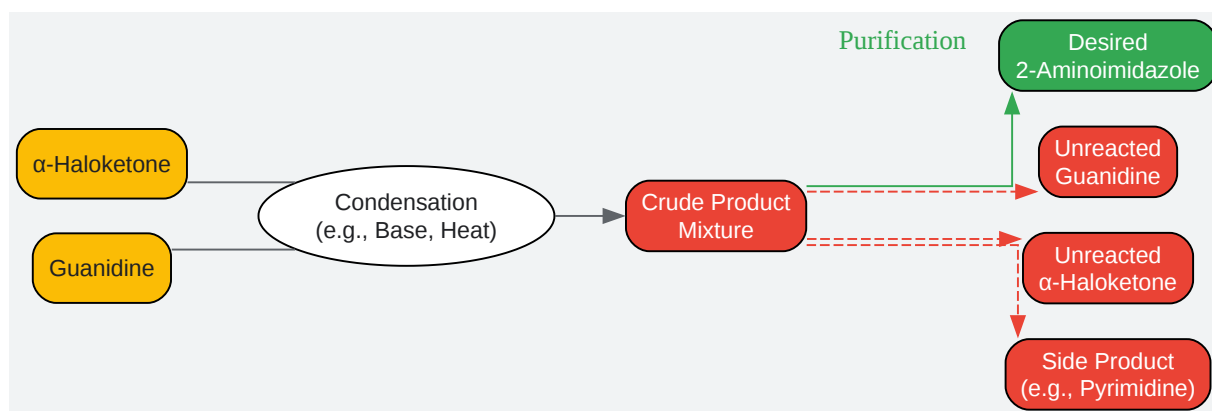 α-Haloketone
Guanidine
Condensation
(e.g., Base, Heat)
Crude Product
Mixture
Purification
Desired
2-Aminoimidazole
Unreacted
Guanidine
Unreacted
α-Haloketone
Side Product
(e.g., Pyrimidine)